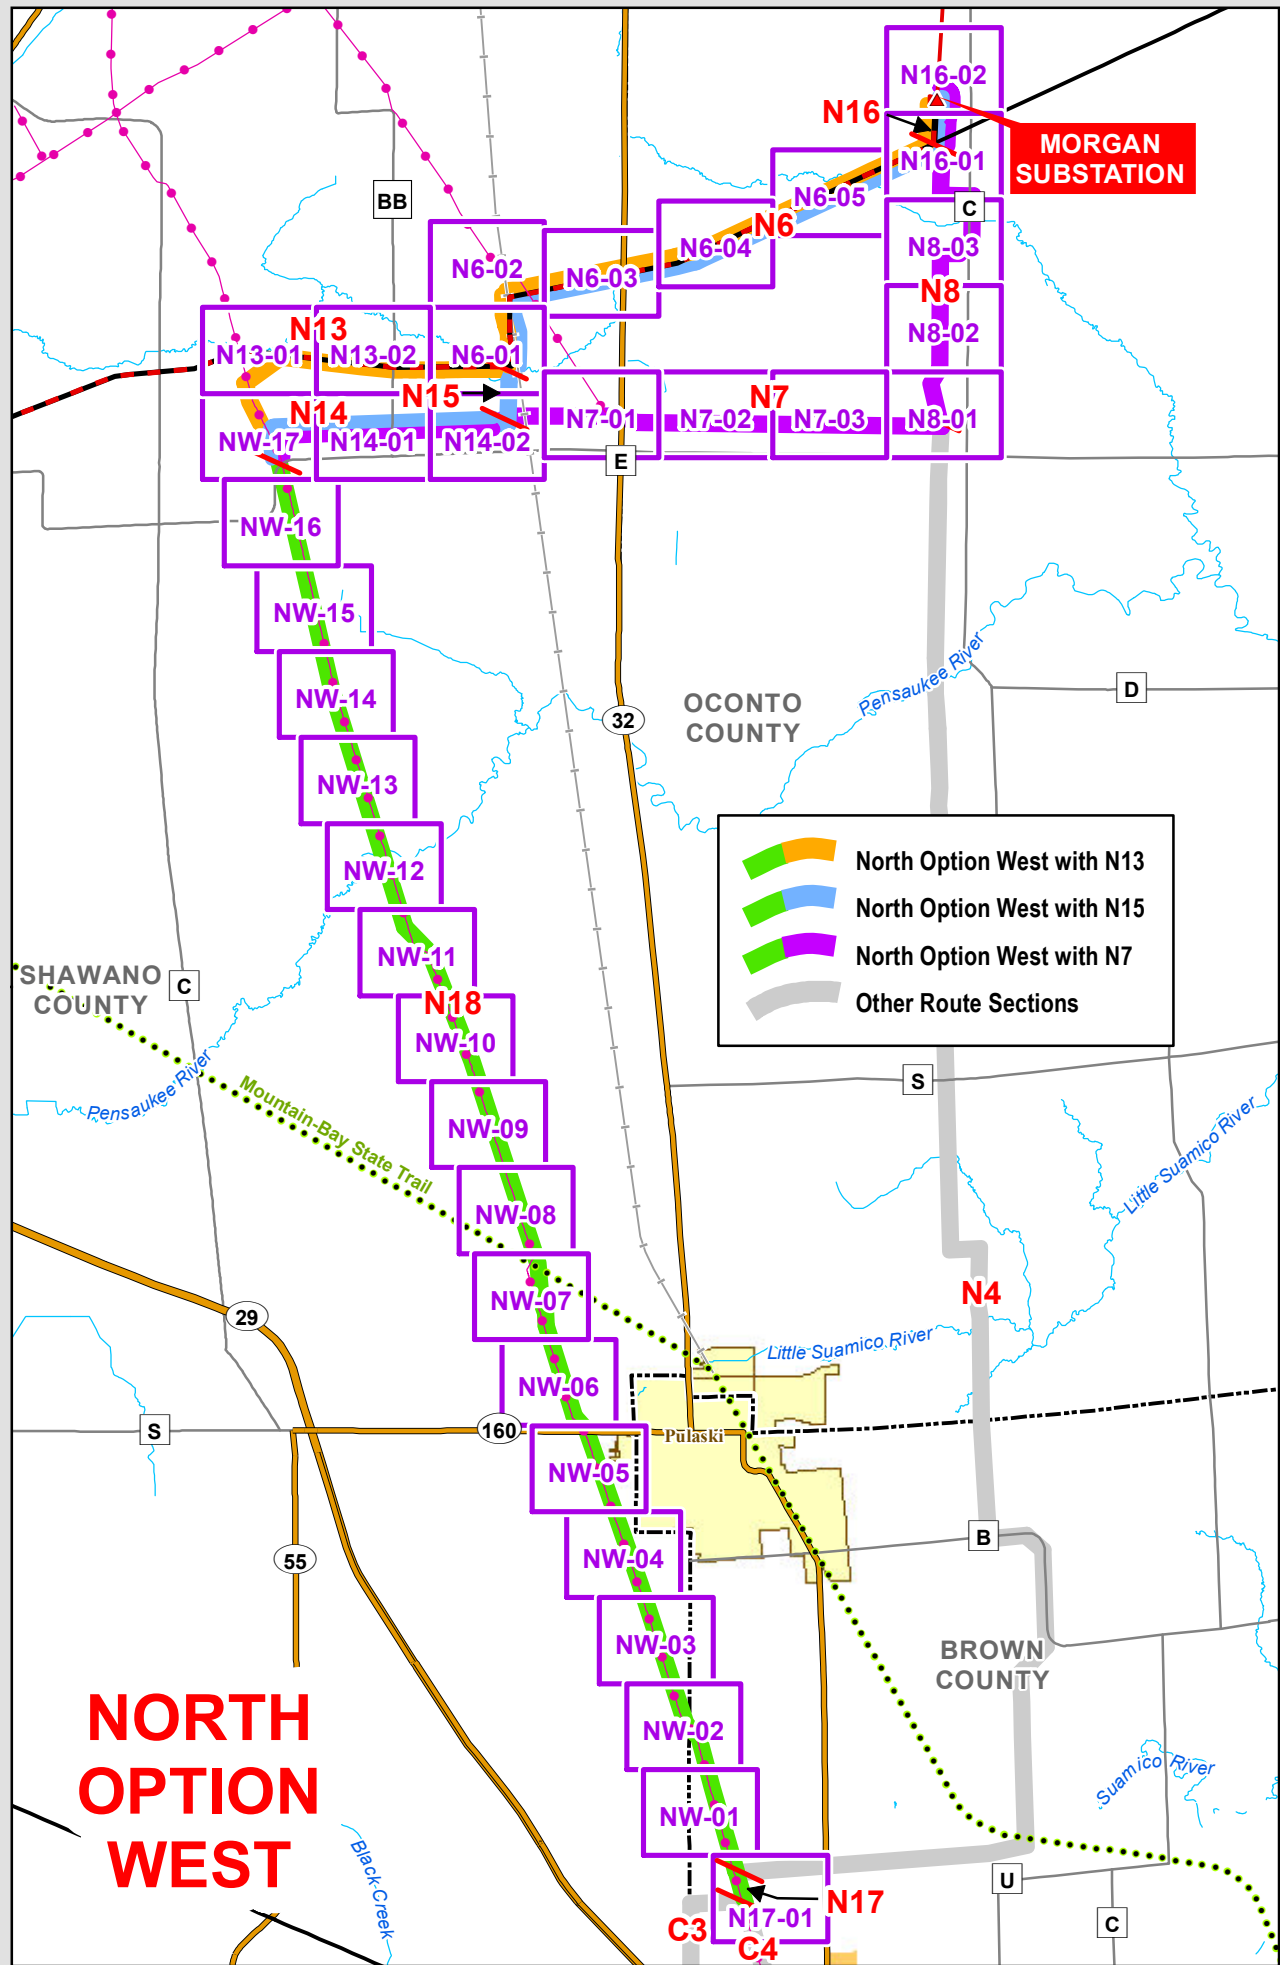 N16-02
N16
MORGAN
SUBSTATION
N16-01
BB
N6-05
C
N6
N6-04
N8-03
N6-02
N6-03
N8
N13
N8-02
N13-01
N13-02
N6-01
N15
N7
N14
N7-01
N7-02
N7-03
N8-01
NW-17
N14-01
N14-02
E
NW-16
NW-15
Pensaukee River
D
NW-14
OCONTO
COUNTY
32
NW-13
North Option West with N13
NW-12
North Option West with N15
North Option West with N7
NW-11
SHAWANO
COUNTY
C
Other Route Sections
N18
NW-10
S
Pensaukee River
Mountain-Bay State Trail
NW-09
Little Suamico River
NW-08
NW-07
N4
29
Little Suamico River
NW-06
S
160
Pulaski
NW-05
B
55
NW-04
NW-03
BROWN
COUNTY
NORTH
OPTION
WEST
NW-02
Suamico River
NW-01
Black-Creek
U
N17
N17-01
C3
C4
C